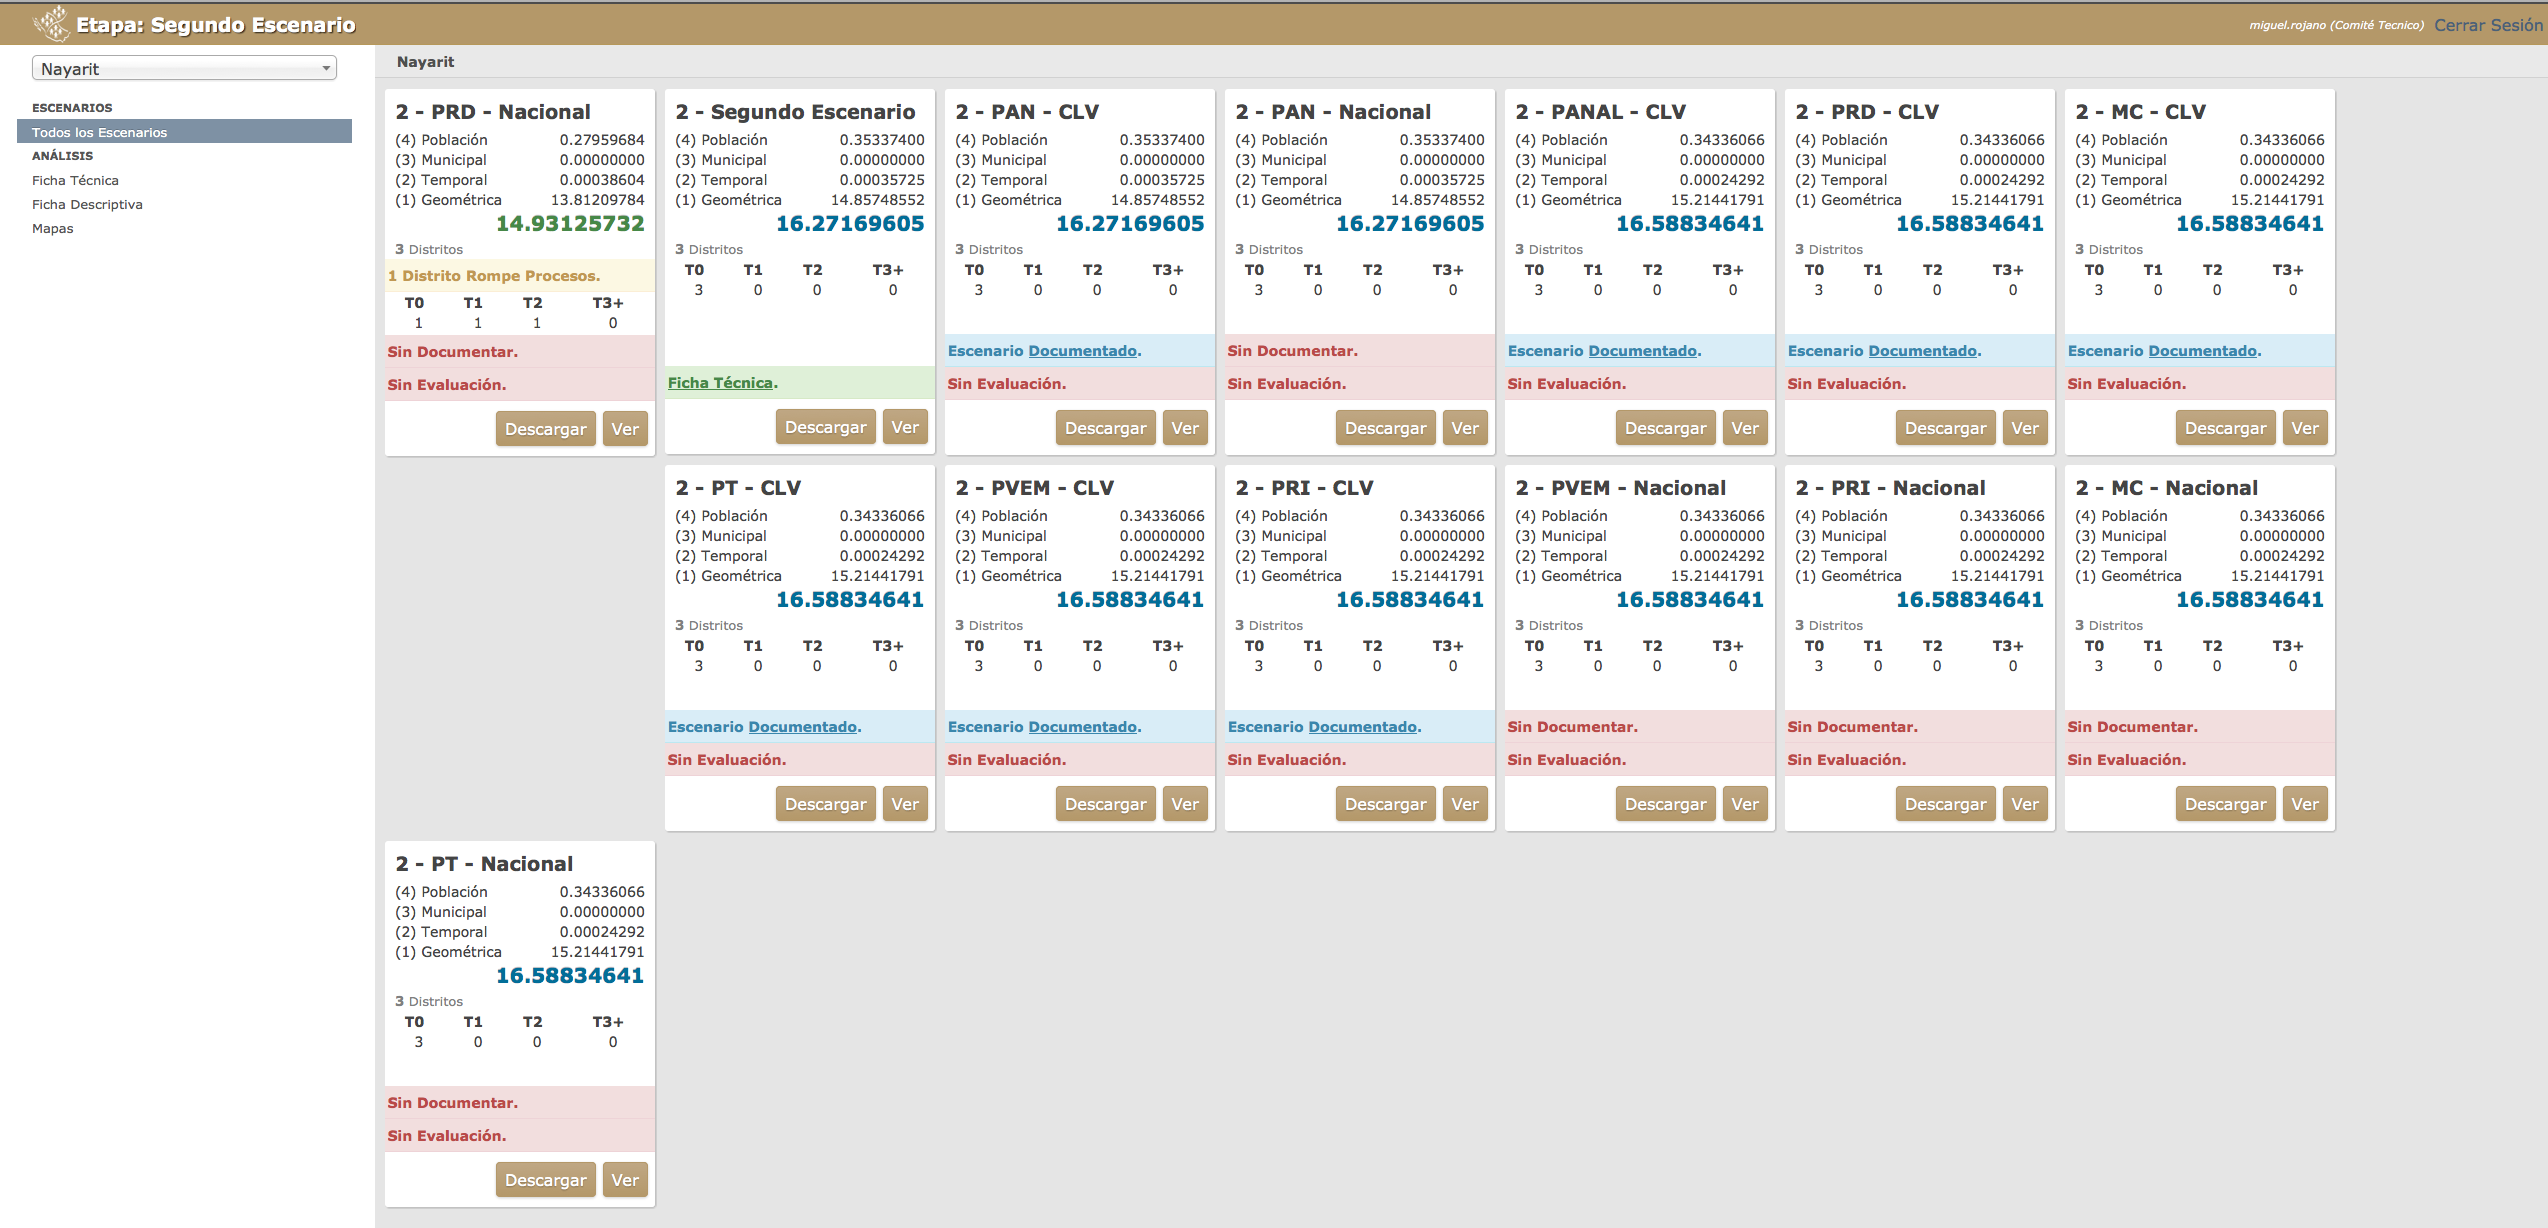 Etapa: Segundo Escenario
miguel.rojano (Comité Tecnico) Cerrar Sesión
Nayarit
ESCENARIOS
Todos los Escenarios
ANÁLISIS
Ficha Técnica
Ficha Descriptiva
Mapas
Nayarit
2 - PRD - Nacional
(4) Población 0.27959684
(3) Municipal 0.00000000
(2) Temporal 0.00038604
(1) Geométrica 13.81209784
14.93125732
3 Distritos
1 Distrito Rompe Procesos.
T0 T1 T2 T3+
1 1 1 0
Sin Documentar.
Sin Evaluación.
Descargar Ver
2 - Segundo Escenario
(4) Población 0.35337400
(3) Municipal 0.00000000
(2) Temporal 0.00035725
(1) Geométrica 14.85748552
16.27169605
3 Distritos
T0 T1 T2 T3+
3 0 0 0
Ficha Técnica.
Descargar Ver
2 - PAN - CLV
(4) Población 0.35337400
(3) Municipal 0.00000000
(2) Temporal 0.00035725
(1) Geométrica 14.85748552
16.27169605
3 Distritos
T0 T1 T2 T3+
3 0 0 0
Escenario Documentado.
Sin Evaluación.
Descargar Ver
2 - PAN - Nacional
(4) Población 0.35337400
(3) Municipal 0.00000000
(2) Temporal 0.00035725
(1) Geométrica 14.85748552
16.27169605
3 Distritos
T0 T1 T2 T3+
3 0 0 0
Sin Documentar.
Sin Evaluación.
Descargar Ver
2 - PANAL - CLV
(4) Población 0.34336066
(3) Municipal 0.00000000
(2) Temporal 0.00024292
(1) Geométrica 15.21441791
16.58834641
3 Distritos
T0 T1 T2 T3+
3 0 0 0
Escenario Documentado.
Sin Evaluación.
Descargar Ver
2 - PRD - CLV
(4) Población 0.34336066
(3) Municipal 0.00000000
(2) Temporal 0.00024292
(1) Geométrica 15.21441791
16.58834641
3 Distritos
T0 T1 T2 T3+
3 0 0 0
Escenario Documentado.
Sin Evaluación.
Descargar Ver
2 - MC - CLV
(4) Población 0.34336066
(3) Municipal 0.00000000
(2) Temporal 0.00024292
(1) Geométrica 15.21441791
16.58834641
3 Distritos
T0 T1 T2 T3+
3 0 0 0
Escenario Documentado.
Sin Evaluación.
Descargar Ver
2 - PT - CLV
(4) Población 0.34336066
(3) Municipal 0.00000000
(2) Temporal 0.00024292
(1) Geométrica 15.21441791
16.58834641
3 Distritos
T0 T1 T2 T3+
3 0 0 0
Escenario Documentado.
Sin Evaluación.
Descargar Ver
2 - PVEM - CLV
(4) Población 0.34336066
(3) Municipal 0.00000000
(2) Temporal 0.00024292
(1) Geométrica 15.21441791
16.58834641
3 Distritos
T0 T1 T2 T3+
3 0 0 0
Escenario Documentado.
Sin Evaluación.
Descargar Ver
2 - PRI - CLV
(4) Población 0.34336066
(3) Municipal 0.00000000
(2) Temporal 0.00024292
(1) Geométrica 15.21441791
16.58834641
3 Distritos
T0 T1 T2 T3+
3 0 0 0
Escenario Documentado.
Sin Evaluación.
Descargar Ver
2 - PVEM - Nacional
(4) Población 0.34336066
(3) Municipal 0.00000000
(2) Temporal 0.00024292
(1) Geométrica 15.21441791
16.58834641
3 Distritos
T0 T1 T2 T3+
3 0 0 0
Sin Documentar.
Sin Evaluación.
Descargar Ver
2 - PRI - Nacional
(4) Población 0.34336066
(3) Municipal 0.00000000
(2) Temporal 0.00024292
(1) Geométrica 15.21441791
16.58834641
3 Distritos
T0 T1 T2 T3+
3 0 0 0
Sin Documentar.
Sin Evaluación.
Descargar Ver
2 - MC - Nacional
(4) Población 0.34336066
(3) Municipal 0.00000000
(2) Temporal 0.00024292
(1) Geométrica 15.21441791
16.58834641
3 Distritos
T0 T1 T2 T3+
3 0 0 0
Sin Documentar.
Sin Evaluación.
Descargar Ver
2 - PT - Nacional
(4) Población 0.34336066
(3) Municipal 0.00000000
(2) Temporal 0.00024292
(1) Geométrica 15.21441791
16.58834641
3 Distritos
T0 T1 T2 T3+
3 0 0 0
Sin Documentar.
Sin Evaluación.
Descargar Ver